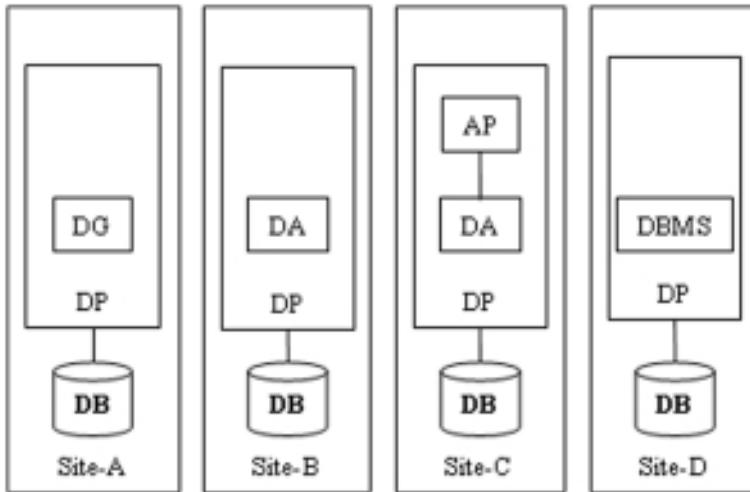 AP
DG
DA
DA
DBMS
DP
DP
DP
DP
DB
DB
DB
DB
Site-A
Site-B
Site-C
Site-D